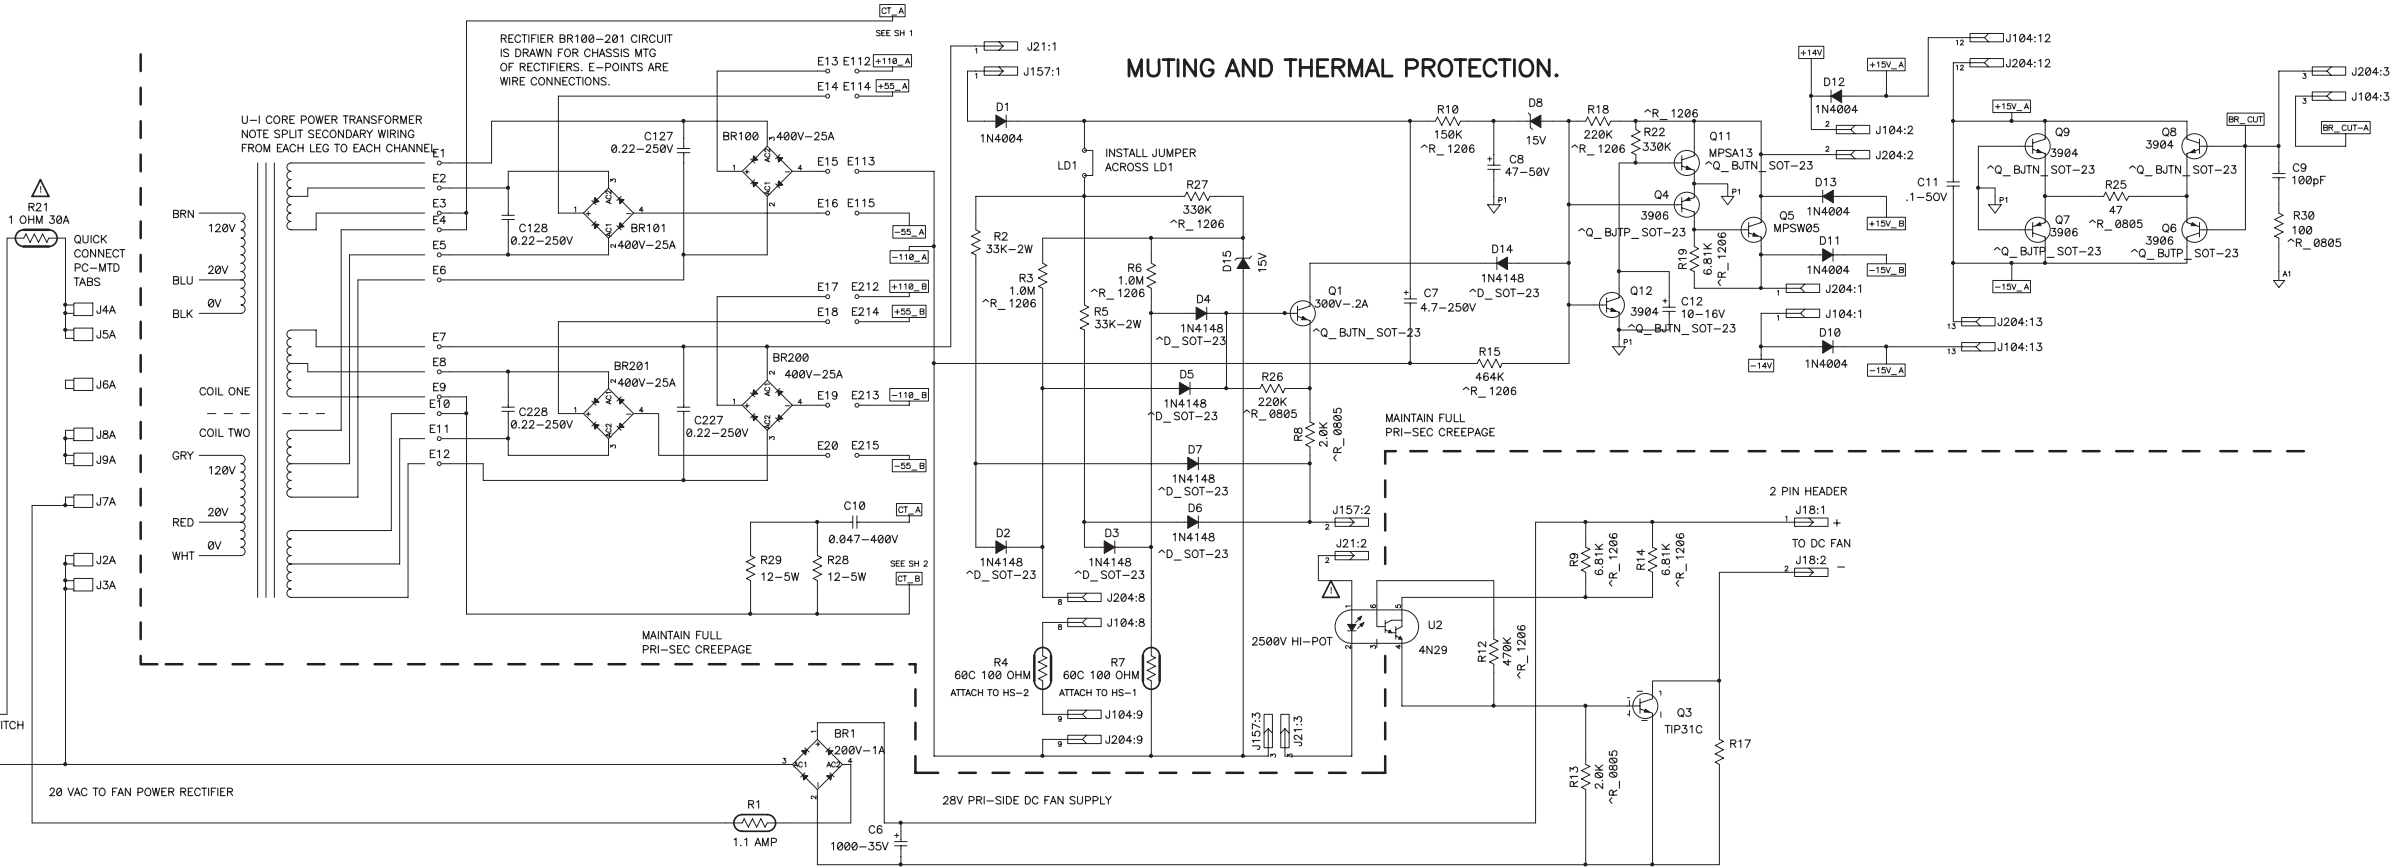 CT_A
SEE SH 1
RECTIFIER BR100-201 CIRCUIT
IS DRAWN FOR CHASSIS MTG
OF RECTIFIERS. E-POINTS ARE
WIRE CONNECTIONS.
MUTING AND THERMAL PROTECTION.
U-I CORE POWER TRANSFORMER
NOTE SPLIT SECONDARY WIRING
FROM EACH LEG TO EACH CHANNEL
R21
1 OHM 30A
QUICK
CONNECT
PC-MTD
TABS
J4A
J5A
J6A
J8A
J9A
J7A
J2A
J3A
ITCH
BRN
120V
20V
BLU
0V
BLK
COIL ONE
COIL TWO
GRY
120V
20V
RED
0V
WHT
E1
E2
E3
E4
E5
E6
E7
E8
E9
E10
E11
E12
C127
0.22-250V
C128
0.22-250V
BR100
400V-25A
BR101
400V-25A
AC2
AC1
AC2
AC1
E13 E112 +110_A
E14 E114 +55_A
E15 E113
E16 E115
-55_A
-110_A
E17 E212 +110_B
E18 E214 +55_B
BR200
400V-25A
BR201
400V-25A
AC1
AC2
AC1
AC2
C228
0.22-250V
C227
0.22-250V
E19 E213 -110_B
E20 E215
-55_B
C10
0.047-400V
CT_A
R29
12-5W
R28
12-5W
SEE SH 2
CT_B
MAINTAIN FULL
PRI-SEC CREEPAGE
J21:1
J157:1
D1
1N4004
LD1
INSTALL JUMPER
ACROSS LD1
R27
330K
^R_1206
R2
33K-2W
R3
1.0M
^R_1206
R6
1.0M
^R_1206
R5
33K-2W
D15
15V
D4
1N4148
^D_SOT-23
D5
1N4148
^D_SOT-23
R26
220K
^R_0805
Q1
300V-.2A
^Q_BJTN_SOT-23
D14
1N4148
^D_SOT-23
R8
2.0K
^R_0805
D7
1N4148
^D_SOT-23
D6
1N4148
^D_SOT-23
D2
1N4148
^D_SOT-23
D3
1N4148
^D_SOT-23
J204:8
J104:8
R4
60C 100 OHM
ATTACH TO HS-2
R7
60C 100 OHM
ATTACH TO HS-1
J104:9
J204:9
J157:2
J21:2
J157:3
J21:3
R10
150K
^R_1206
D8
15V
C8
47-50V
P1
C7
4.7-250V
R15
464K
^R_1206
R18
220K
^R_1206
R22
330K
^R_1206
Q11
MPSA13
^Q_BJTN_SOT-23
P1
Q4
3906
^Q_BJTP_SOT-23
R19
6.81K
^R_1206
Q5
MPSW05
Q12
3904
^Q_BJTN_SOT-23
C12
10-16V
P1
+14V
D12
1N4004
+15V_A
J104:12
J204:12
J104:2
J204:2
D13
1N4004
+15V_B
D11
1N4004
-15V_B
J204:1
J104:1
D10
1N4004
-14V
-15V_A
J204:13
J104:13
C11
.1-50V
+15V_A
Q9
3904
^Q_BJTN_SOT-23
Q8
3904
^Q_BJTN_SOT-23
P1
R25
47
^R_0805
Q7
3906
^Q_BJTP_SOT-23
Q6
3906
^Q_BJTP_SOT-23
-15V_A
BR_CUT
J204:3
J104:3
BR_CUT-A
C9
100pF
R30
100
^R_0805
A1
MAINTAIN FULL
PRI-SEC CREEPAGE
2 PIN HEADER
J18:1
+
TO DC FAN
J18:2
-
R9
6.81K
^R_1206
R14
6.81K
^R_1206
2500V HI-POT
U2
4N29
R12
470K
^R_1206
Q3
TIP31C
R13
2.0K
^R_0805
R17
BR1
200V-1A
AC1
AC2
20 VAC TO FAN POWER RECTIFIER
R1
1.1 AMP
C6
1000-35V
28V PRI-SIDE DC FAN SUPPLY